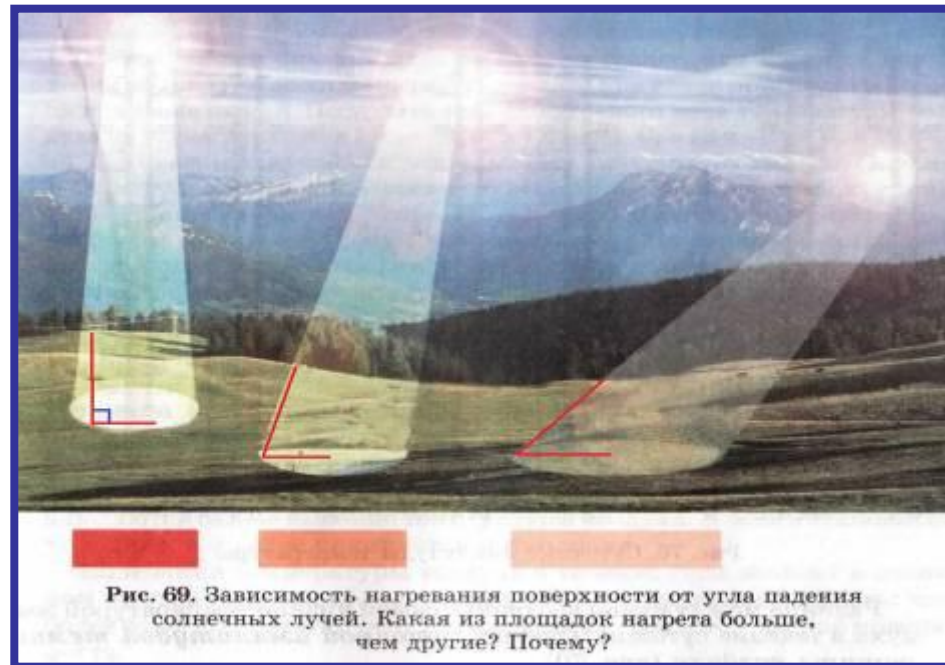 Рис. 69. Зависимость нагревания поверхности от угла падения
солнечных лучей. Какая из площадок нагрета больше,
чем другие? Почему?